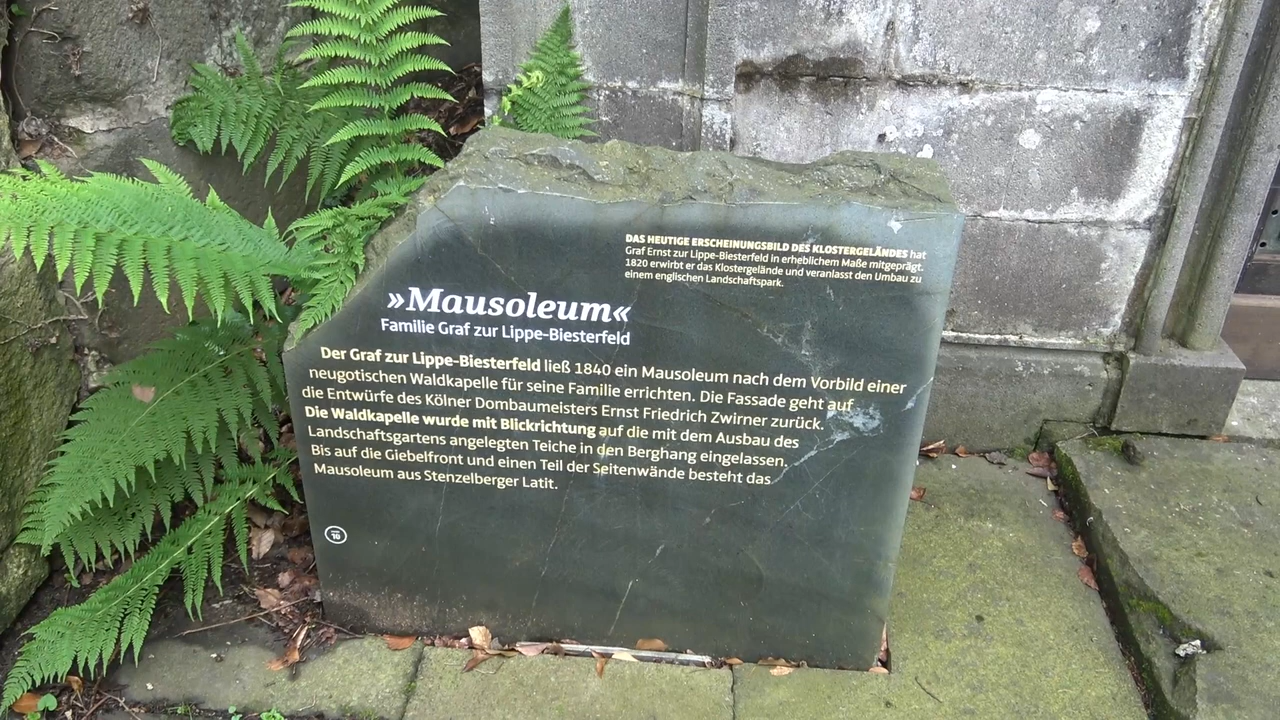 DAS HEUTIGE ERSCHEINUNGSBILD DES KLOSTERGELÄNDES hat
Graf Ernst zur Lippe-Biesterfeld in erheblichem Maße mitgeprägt.
1820 erwirbt er das Klostergelände und veranlasst den Umbau zu
einem englischen Landschaftspark.
»Mausoleum«
Familie Graf zur Lippe-Biesterfeld
Der Graf zur Lippe-Biesterfeld ließ 1840 ein Mausoleum nach dem Vorbild einer
neugotischen Waldkapelle für seine Familie errichten. Die Fassade geht auf
die Entwürfe des Kölner Dombaumeisters Ernst Friedrich Zwirner zurück.
Die Waldkapelle wurde mit Blickrichtung auf die mit dem Ausbau des
Landschaftsgartens angelegten Teiche in den Berghang eingelassen.
Bis auf die Giebelfront und einen Teil der Seitenwände besteht das
Mausoleum aus Stenzelberger Latit.
10